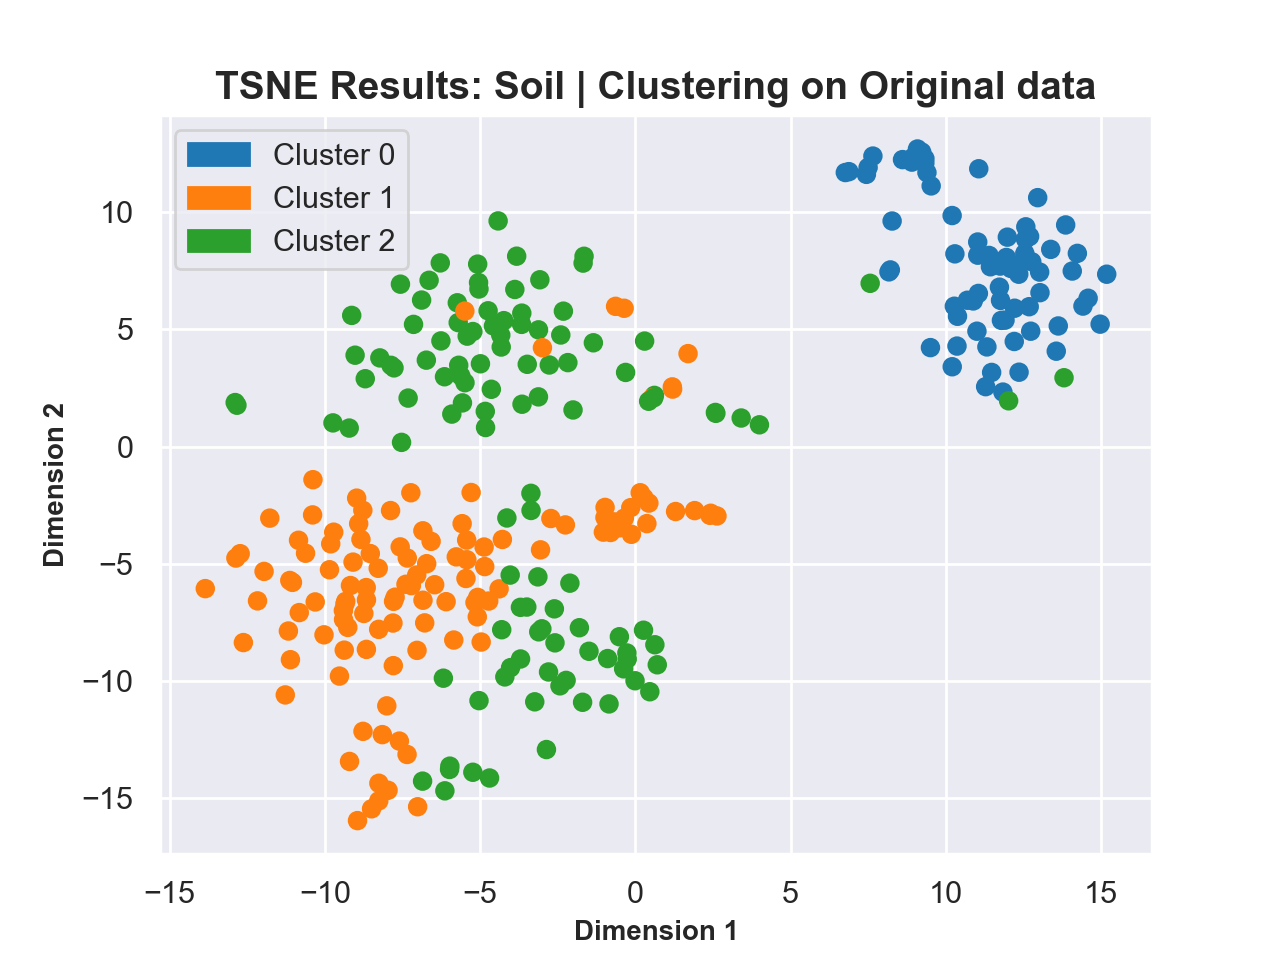 TSNE Results: Soil | Clustering on Original data
Cluster 0
Cluster 1
Cluster 2
10
5
0
−5
−10
−15
Dimension 2
−15 −10 −5 0 5 10 15
Dimension 1